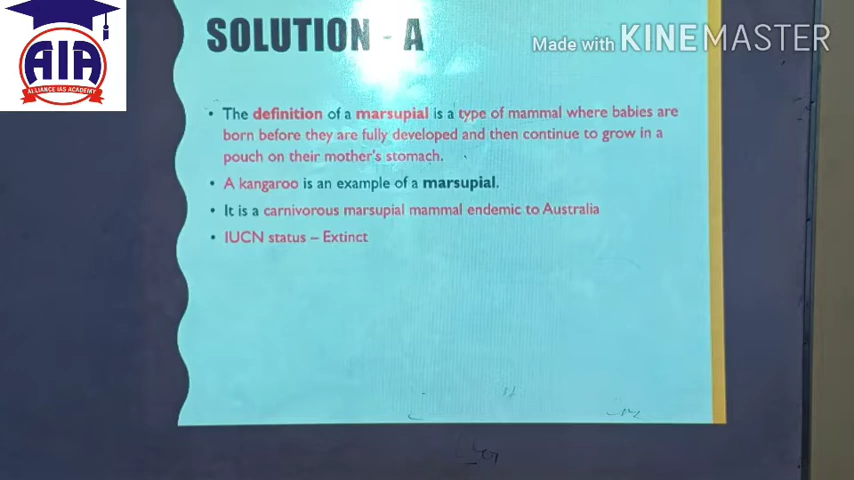 AIA
ALLIANCE IAS ACADEMY
Made with KINEMASTER
SOLUTION - A
• The definition of a marsupial is a type of mammal where babies are
born before they are fully developed and then continue to grow in a
pouch on their mother's stomach.
• A kangaroo is an example of a marsupial.
• It is a carnivorous marsupial mammal endemic to Australia
• IUCN status – Extinct